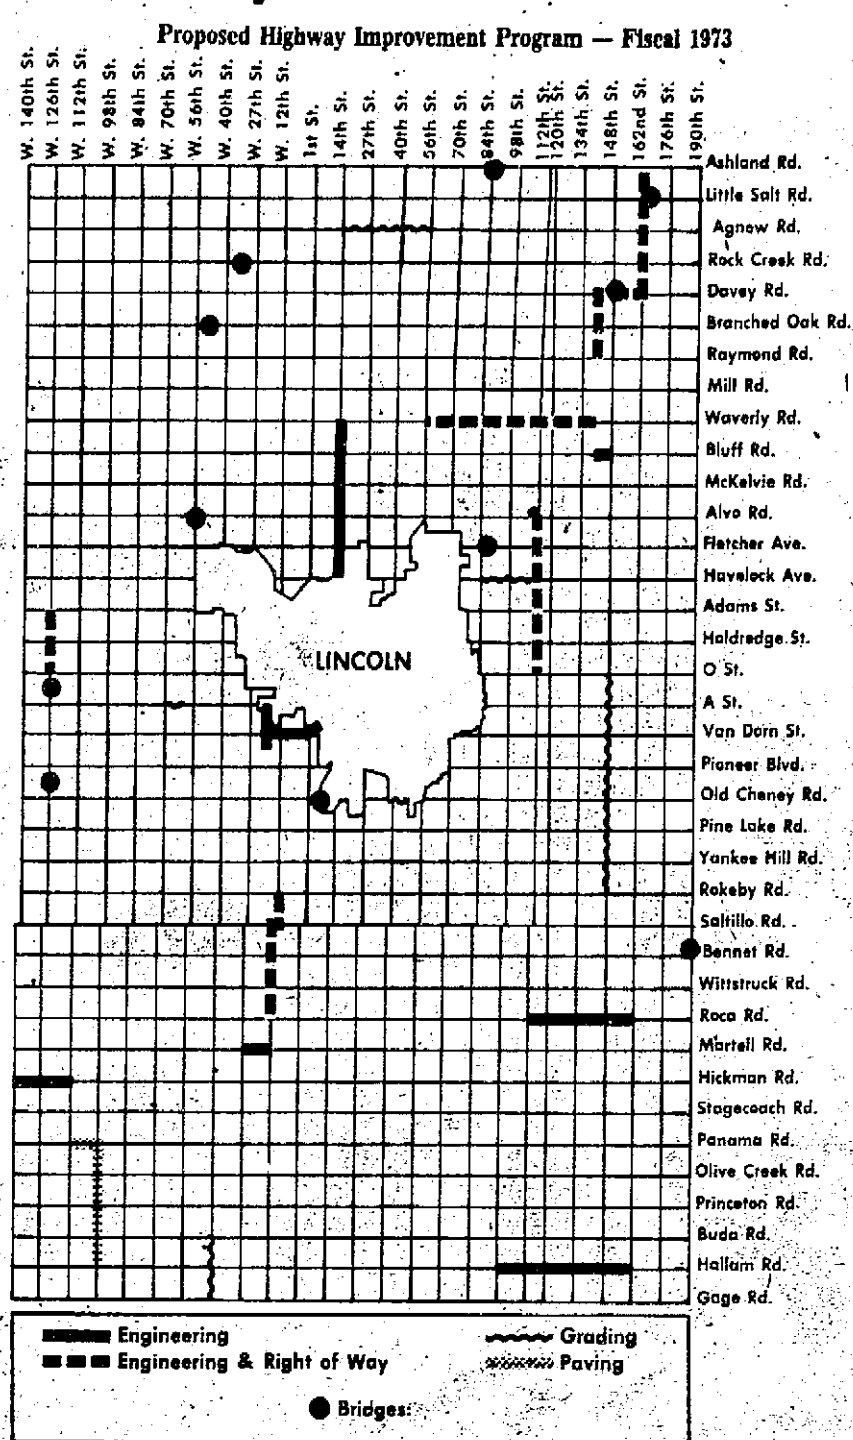 Proposed Highway Improvement Program — Fiscal 1973
W. 140th St.
W. 126th St.
W. 112th St.
W. 98th St.
W. 84th St.
W. 70th St.
W. 56th St.
W. 40th St.
W. 27th St.
W. 12th St.
1st St.
14th St.
27th St.
40th St.
56th St.
70th St.
84th St.
98th St.
112th St.
120th St.
134th St.
148th St.
162nd St.
176th St.
190th St.
Ashland Rd.
Little Salt Rd.
Agnew Rd.
Rock Creek Rd.
Davey Rd.
Branched Oak Rd.
Raymond Rd.
Mill Rd.
Waverly Rd.
Bluff Rd.
McKelvie Rd.
Alvo Rd.
Fletcher Ave.
Havelock Ave.
Adams St.
Holdredge St.
O St.
LINCOLN
A St.
Van Dorn St.
Pioneer Blvd.
Old Cheney Rd.
Pine Lake Rd.
Yankee Hill Rd.
Rokeby Rd.
Saltillo Rd.
Bennet Rd.
Wittstruck Rd.
Roca Rd.
Martell Rd.
Hickman Rd.
Stagecoach Rd.
Panama Rd.
Olive Creek Rd.
Princeton Rd.
Buda Rd.
Hallam Rd.
Gage Rd.
Engineering
Grading
Engineering & Right of Way
Paving
Bridges